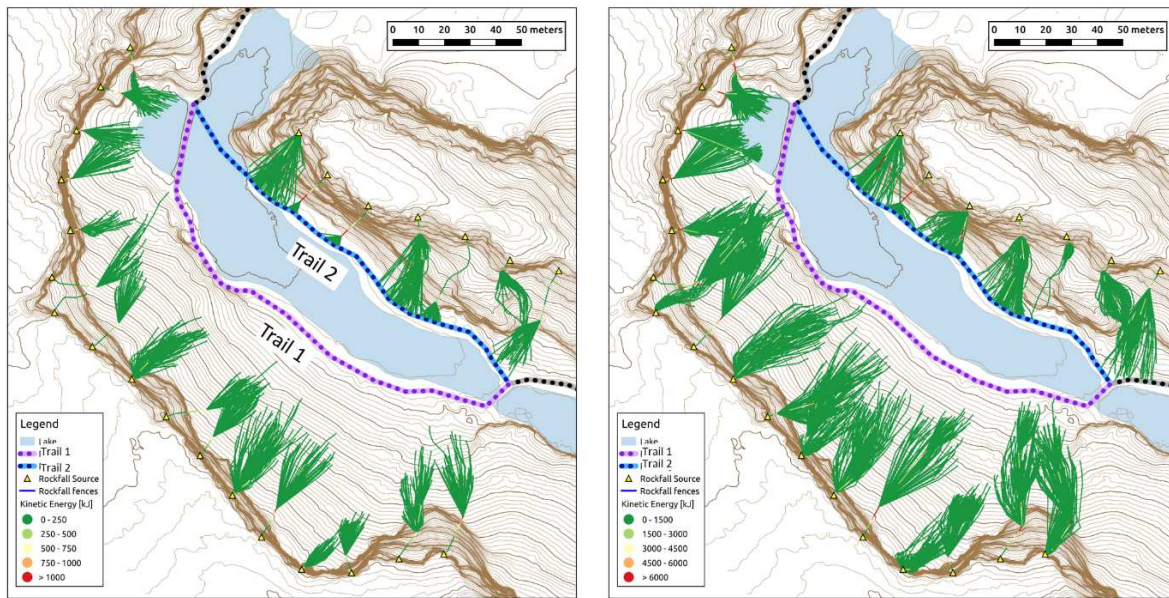 0 10 20 30 40 50 meters
Trail 2
Trail 1
Legend
Lake
Trail 1
Trail 2
Rockfall Source
Rockfall fences
Kinetic Energy [kJ]
0 - 250
250 - 500
500 - 750
750 - 1000
> 1000
0 10 20 30 40 50 meters
Legend
Lake
Trail 1
Trail 2
Rockfall Source
Rockfall fences
Kinetic Energy [kJ]
0 - 1500
1500 - 3000
3000 - 4500
4500 - 6000
> 6000